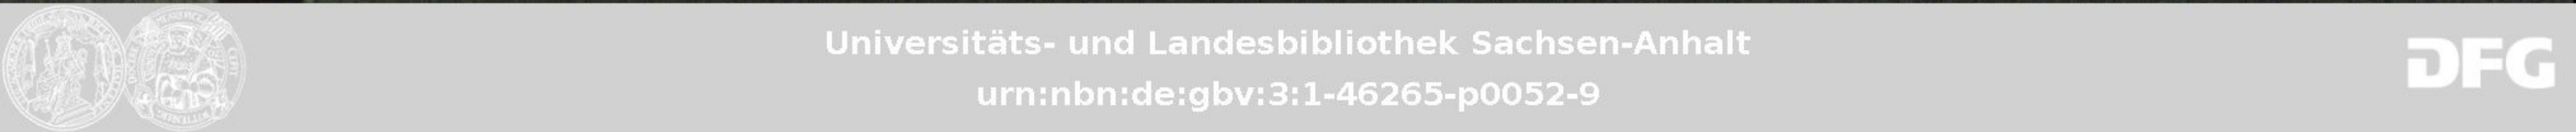 Universitäts- und Landesbibliothek Sachsen-Anhalt
urn:nbn:de:gbv:3:1-46265-p0052-9
DFG